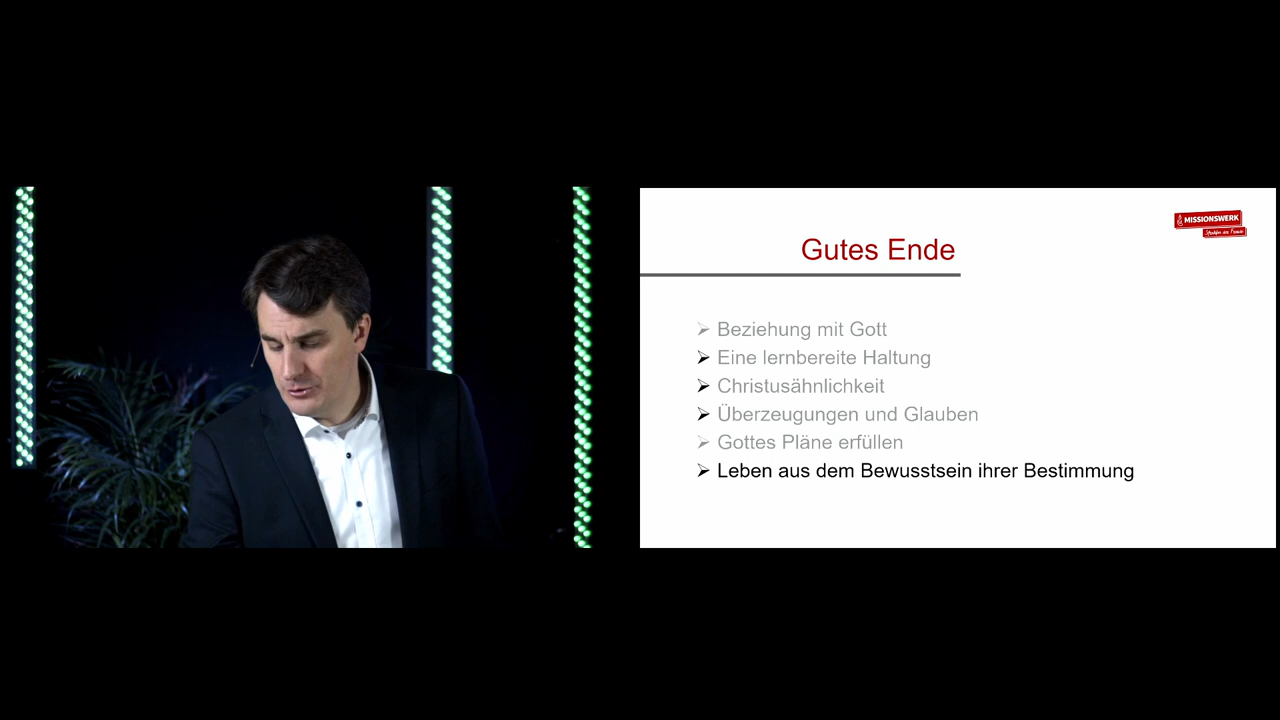 MISSIONSWERK
Gutes Ende
Beziehung mit Gott
Eine lernbereite Haltung
Christusähnlichkeit
Überzeugungen und Glauben
Gottes Pläne erfüllen
Leben aus dem Bewusstsein ihrer Bestimmung